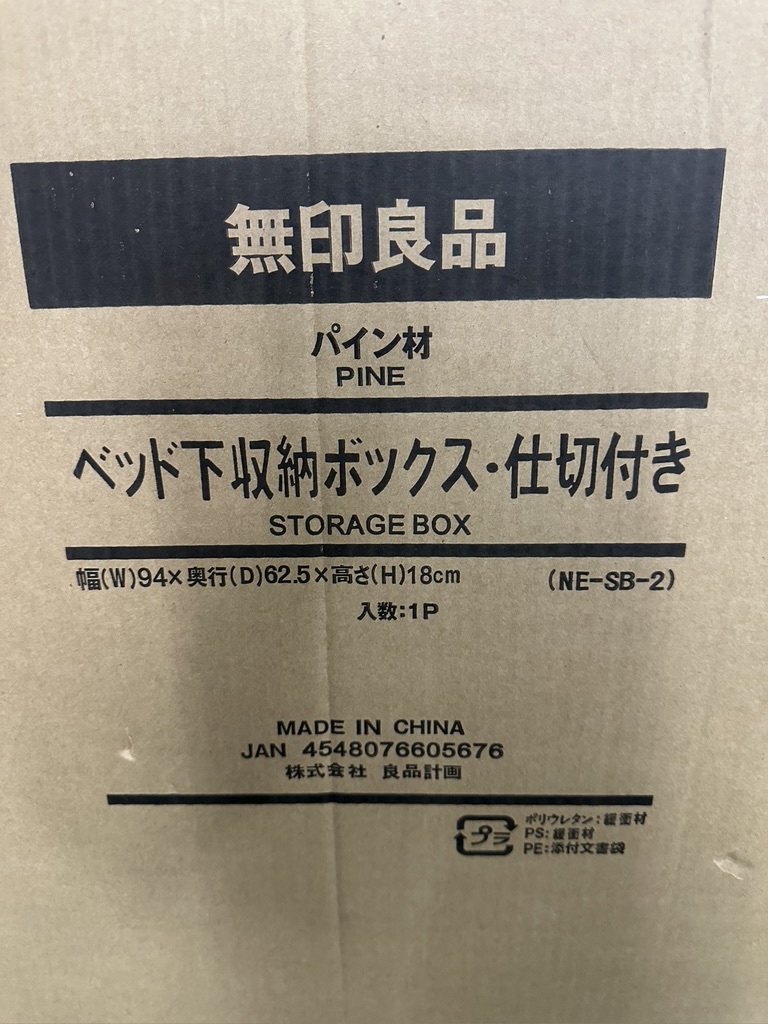 無印良品
パイン材
PINE
ベッド下収納ボックス・仕切付き
STORAGE BOX
幅(W)94×奥行(D)62.5×高さ(H)18cm (NE-SB-2)
入数:1P
MADE IN CHINA
JAN 4548076605676
株式会社 良品計画
プラ
ポリウレタン:緩衝材
PS:緩衝材
PE:添付文書袋